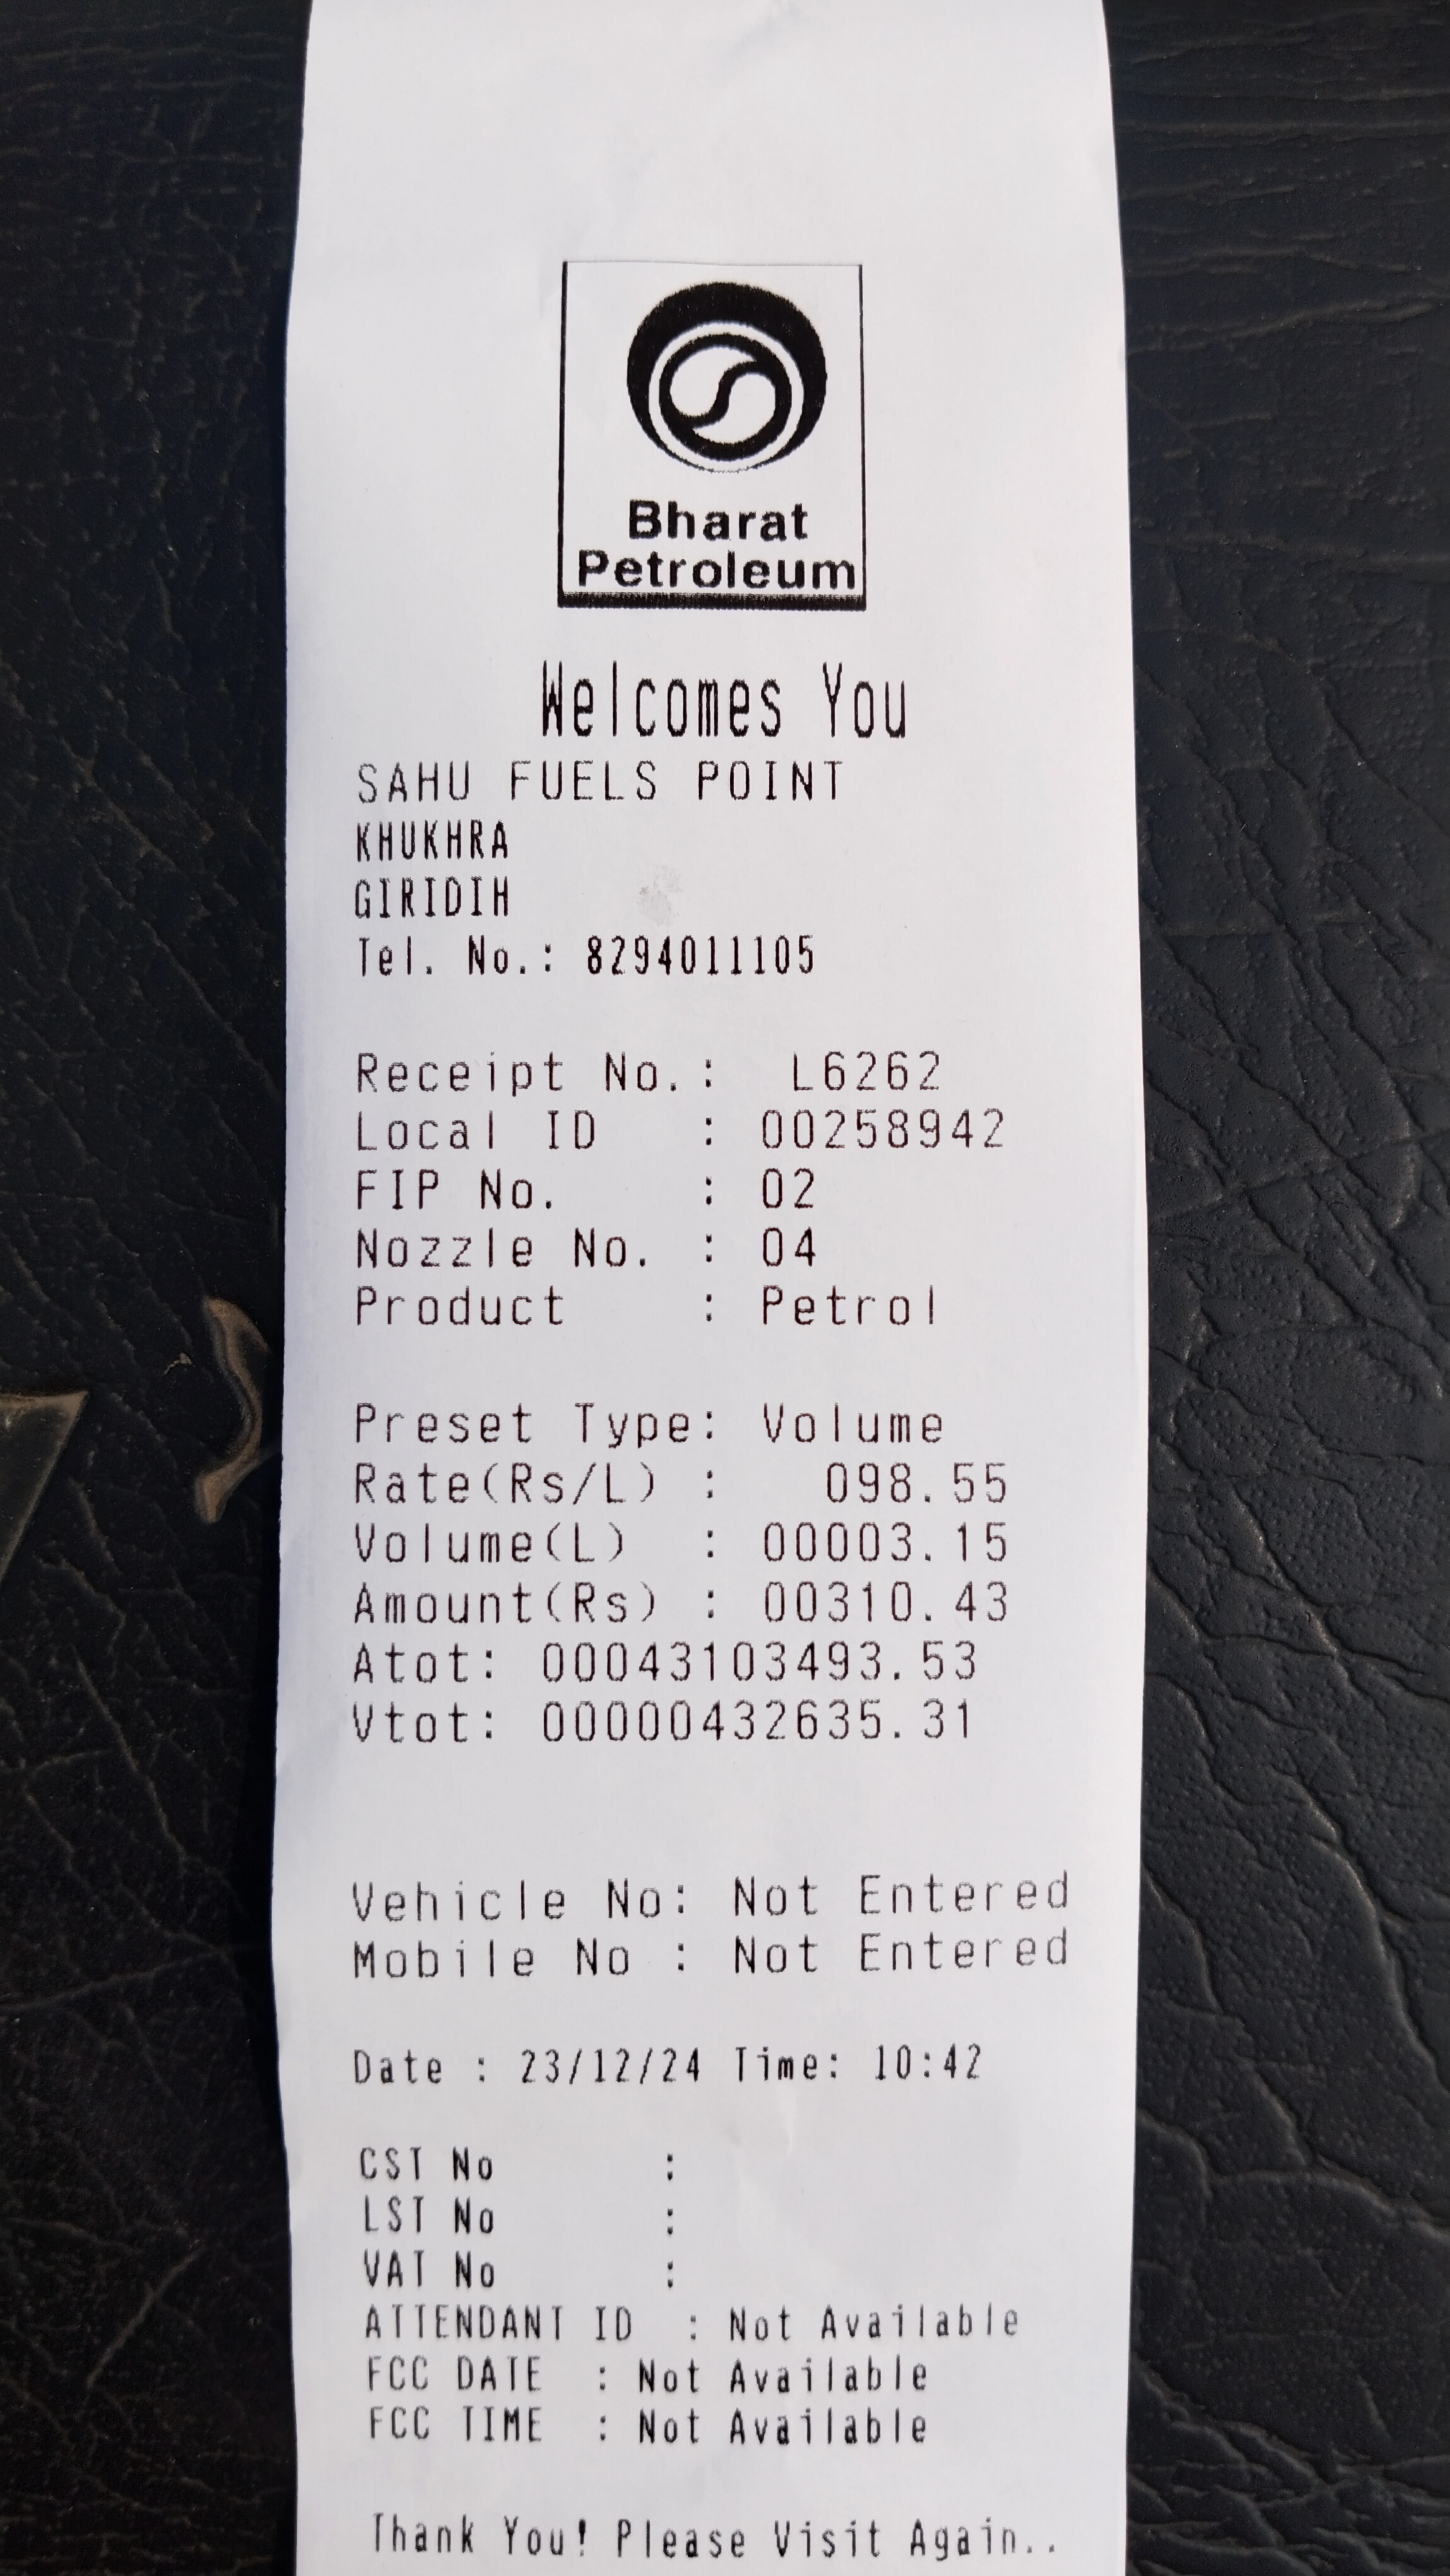 Bharat
Petroleum
Welcomes You
SAHU FUELS POINT
KHUKHRA
GIRIDIH
Tel. No.: 8294011105
Receipt No.: L6262
Local ID : 00258942
FIP No. : 02
Nozzle No. : 04
Product : Petrol
Preset Type: Volume
Rate(Rs/L) : 098.55
Volume(L) : 00003.15
Amount(Rs) : 00310.43
Atot: 00043103493.53
Vtot: 00000432635.31
Vehicle No: Not Entered
Mobile No : Not Entered
Date : 23/12/24 Time: 10:42
CST No :
LST No :
VAT No :
ATTENDANT ID : Not Available
FCC DATE : Not Available
FCC TIME : Not Available
Thank You! Please Visit Again..